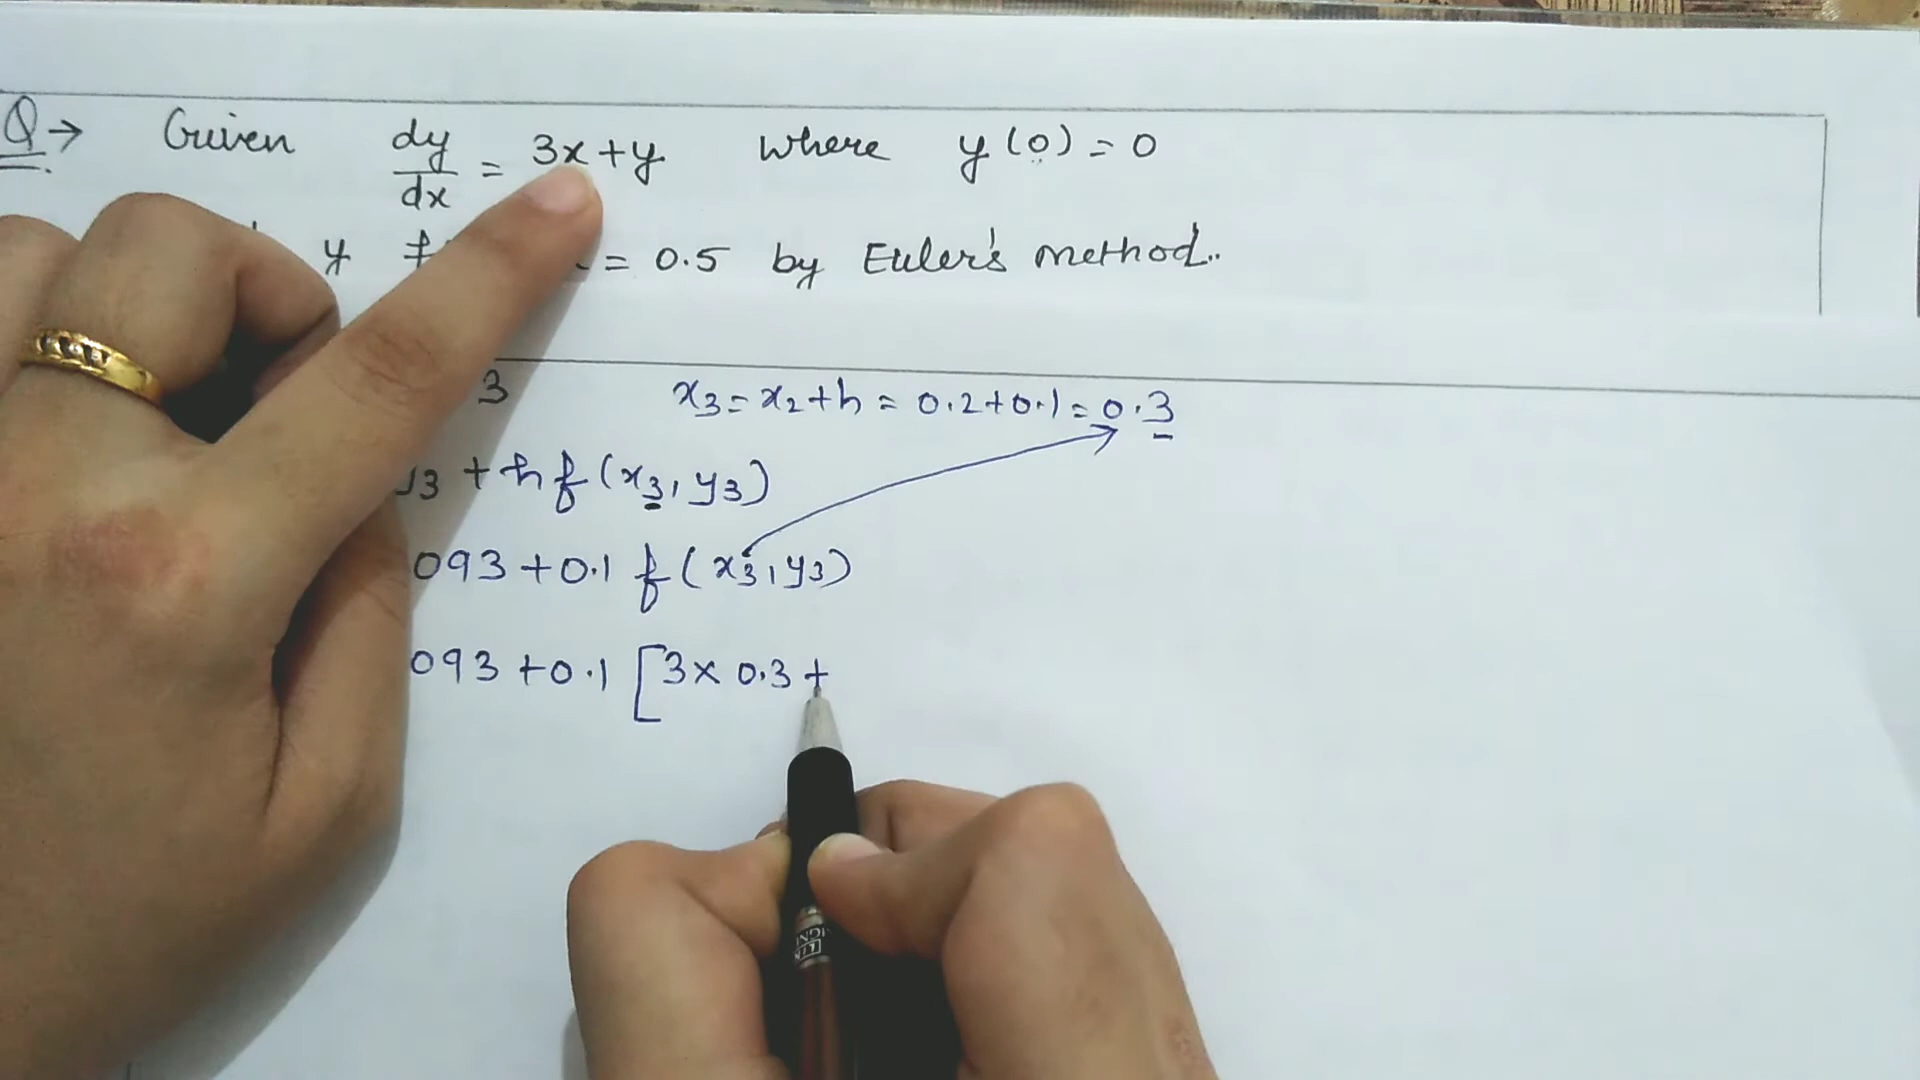 Q→ Given dy/dx = 3x+y where y(0) = 0
y = 0.5 by Euler's method..
3 x₃ = x₂+h = 0.2+0.1 = 0.3
3 + h f(x₃, y₃)
093 + 0.1 f(x₃, y₃)
093 + 0.1 [3 x 0.3 +